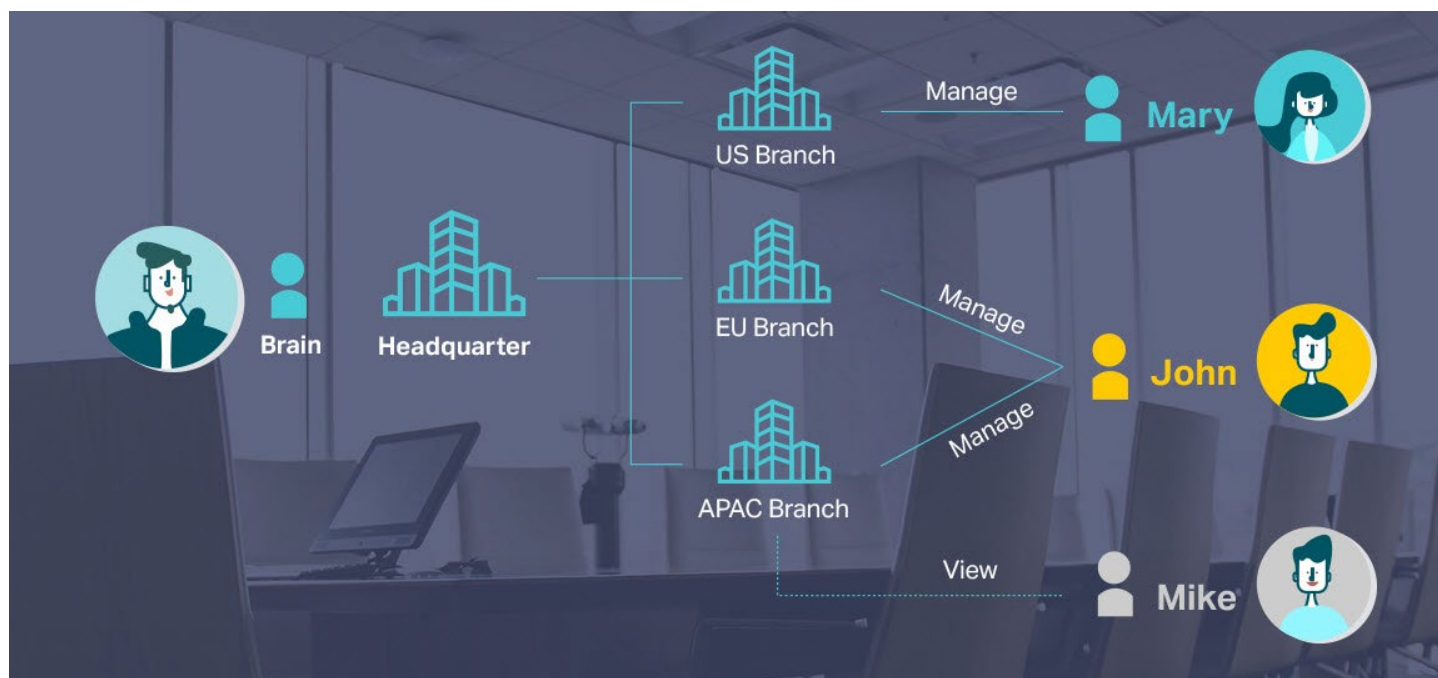 Manage
Mary
US Branch
Manage
EU Branch
Brain
Headquarter
John
Manage
APAC Branch
View
Mike